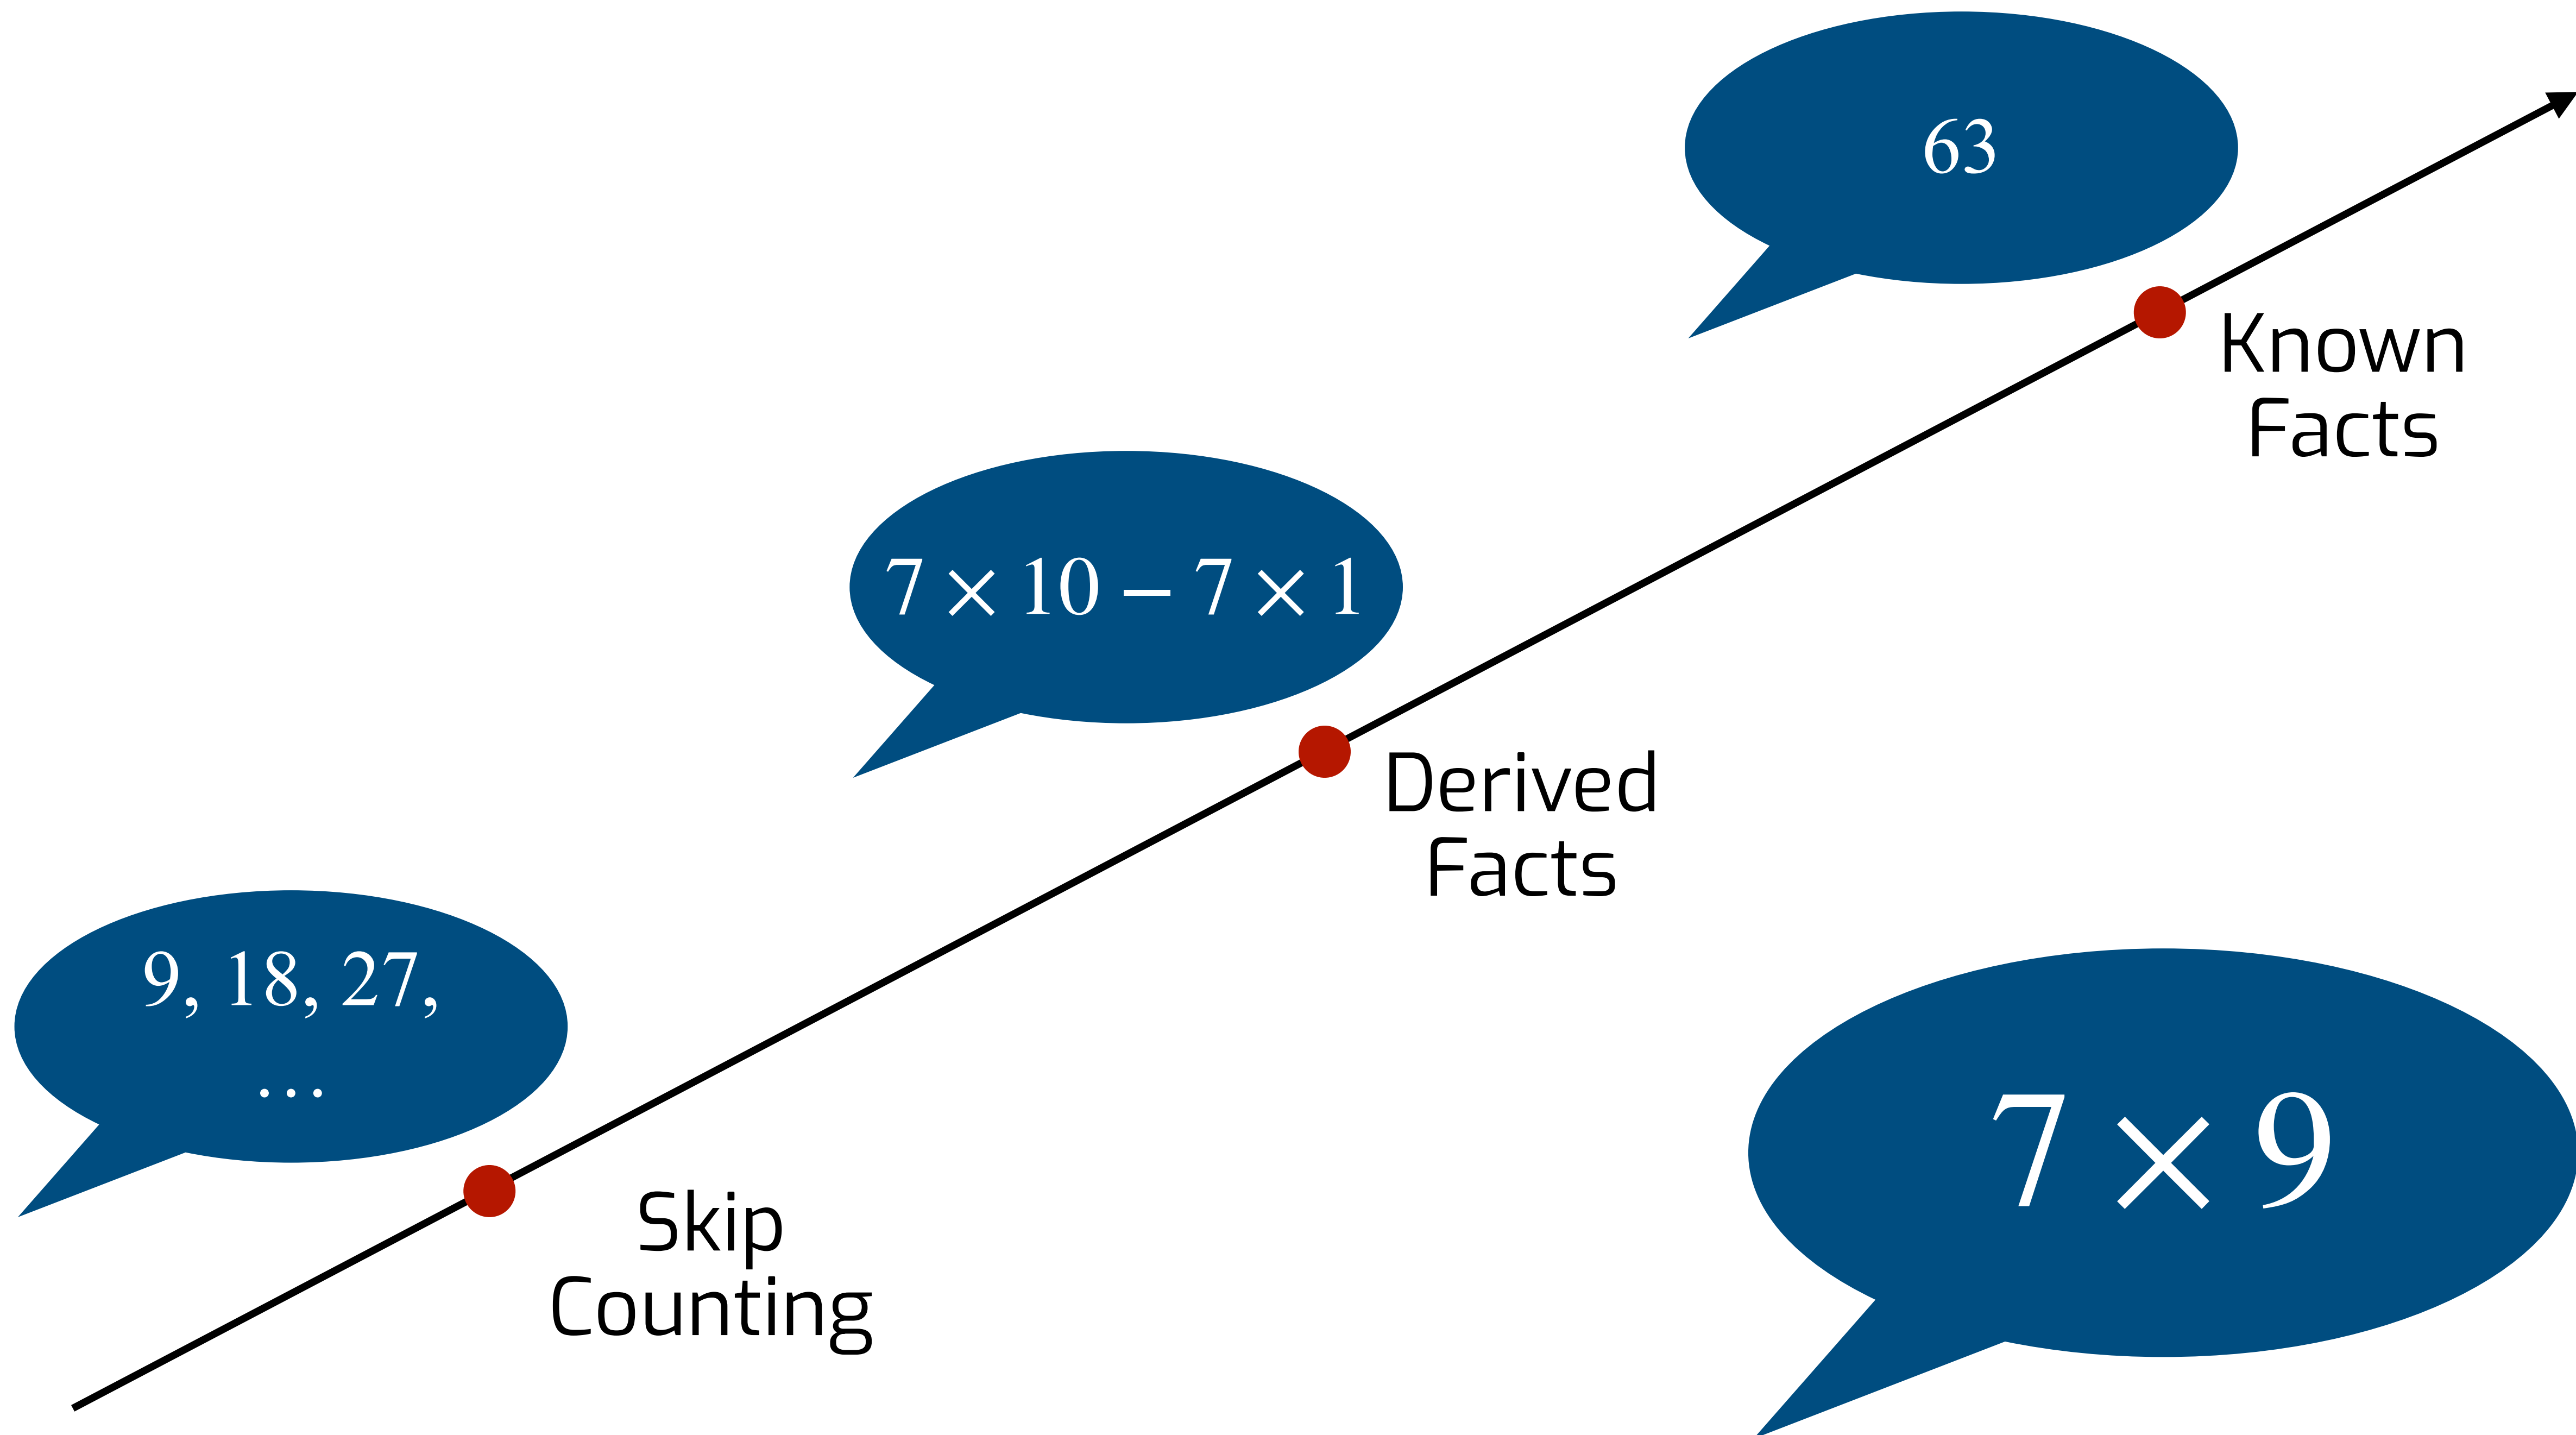 63
Known
Facts
7 × 10 − 7 × 1
Derived
Facts
9, 18, 27,
…
Skip
Counting
7 × 9